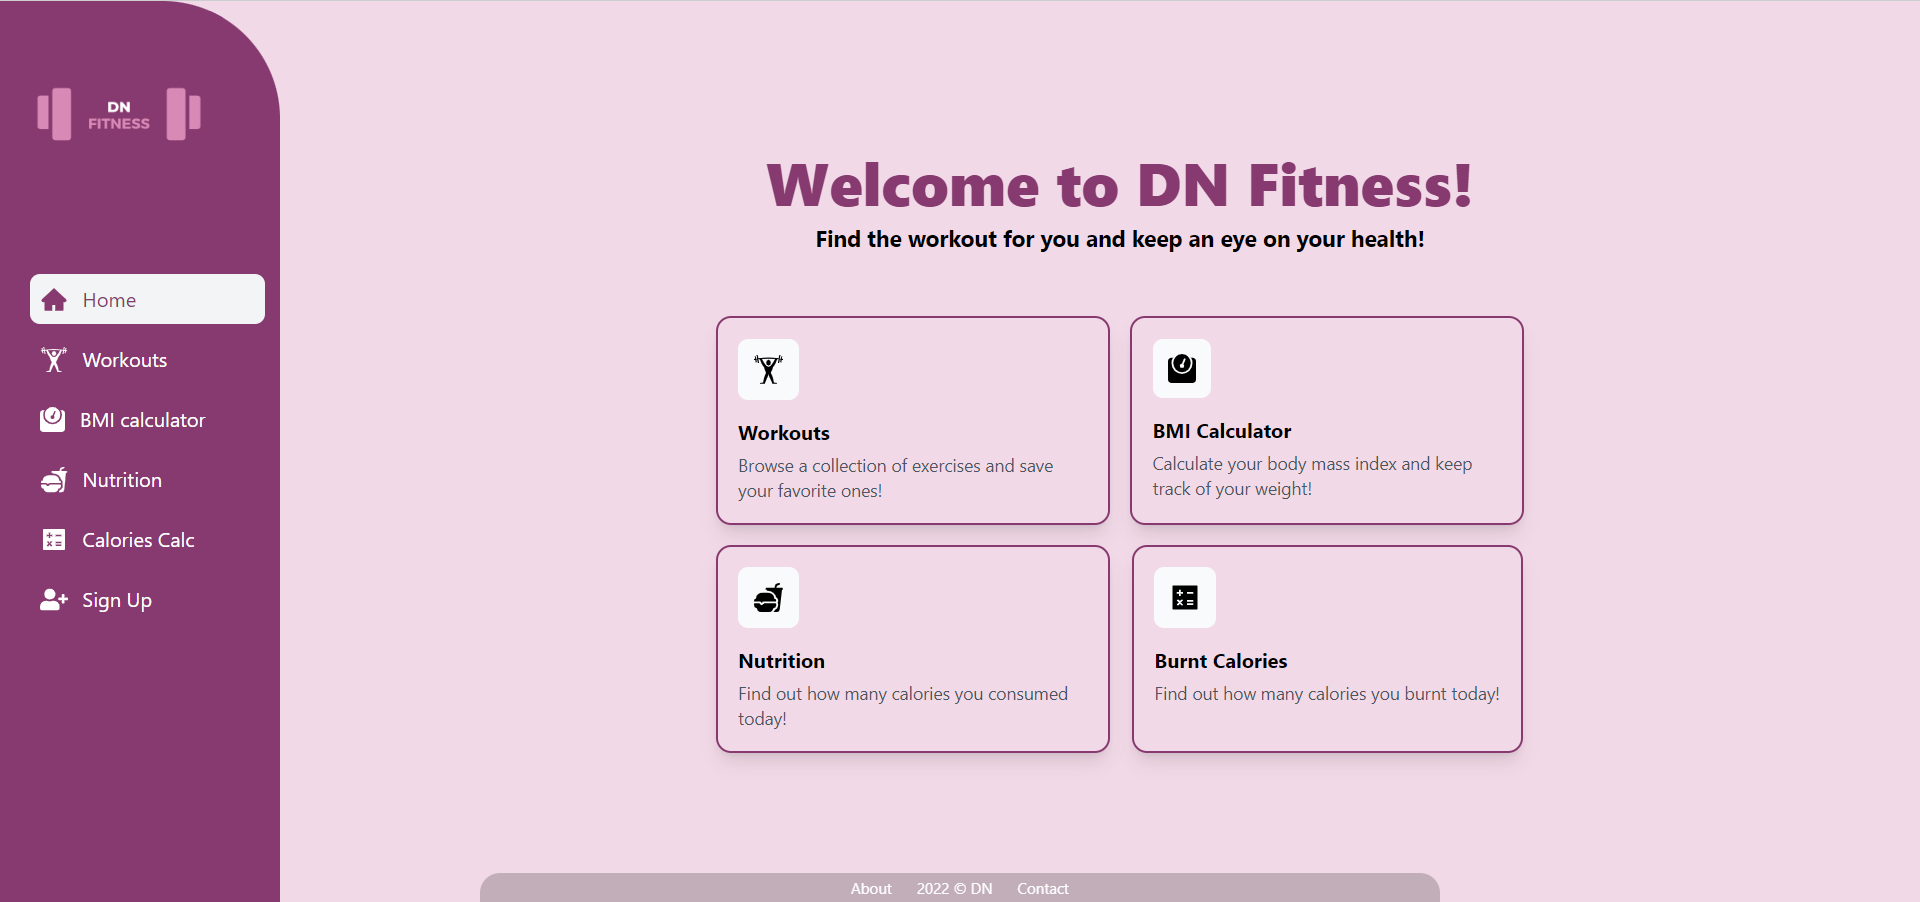 DN
FITNESS
Home
Workouts
BMI calculator
Nutrition
Calories Calc
Sign Up
Welcome to DN Fitness!
Find the workout for you and keep an eye on your health!
Workouts
Browse a collection of exercises and save
your favorite ones!
BMI Calculator
Calculate your body mass index and keep
track of your weight!
Nutrition
Find out how many calories you consumed
today!
Burnt Calories
Find out how many calories you burnt today!
About 2022 © DN Contact